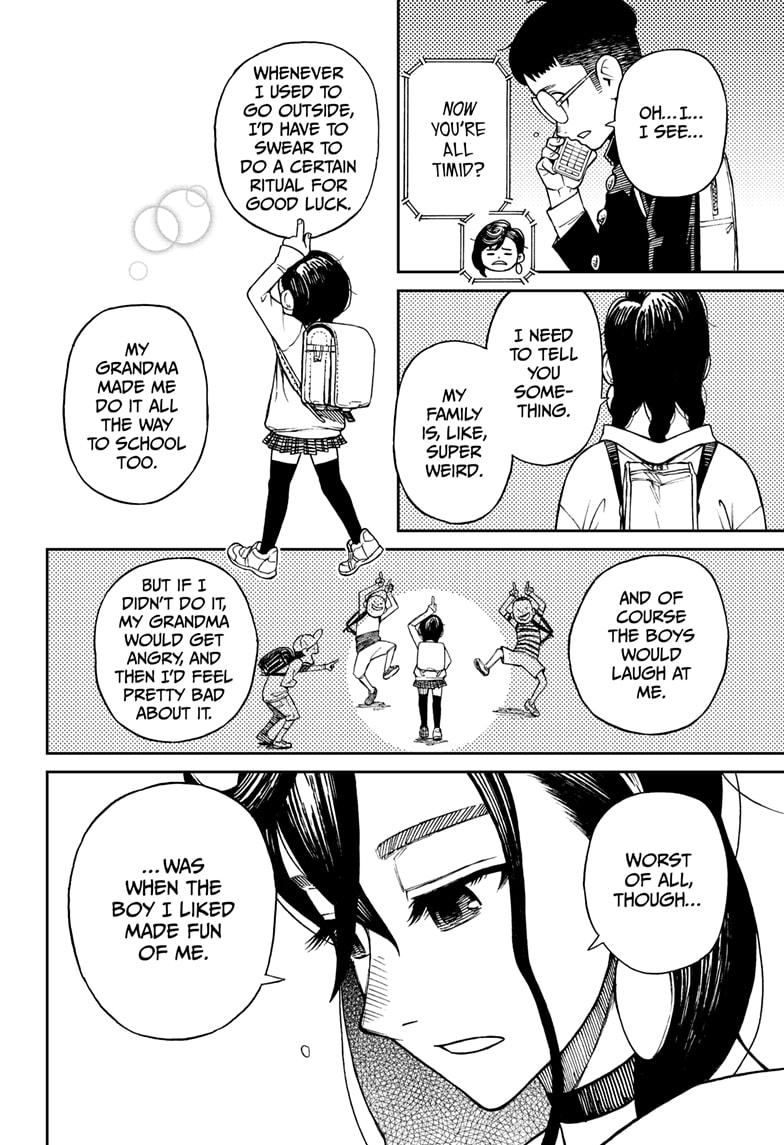 OH...I...
I SEE...
NOW
YOU'RE
ALL
TIMID?
I NEED
TO TELL
YOU
SOME-
THING.
MY
FAMILY
IS, LIKE,
SUPER
WEIRD.
WHENEVER
I USED TO
GO OUTSIDE,
I'D HAVE TO
SWEAR TO
DO A CERTAIN
RITUAL FOR
GOOD LUCK.
MY
GRANDMA
MADE ME
DO IT ALL
THE WAY
TO SCHOOL
TOO.
AND OF
COURSE
THE BOYS
WOULD
LAUGH AT
ME.
BUT IF I
DIDN'T DO IT,
MY GRANDMA
WOULD GET
ANGRY, AND
THEN I'D FEEL
PRETTY BAD
ABOUT IT.
WORST
OF ALL,
THOUGH...
...WAS
WHEN THE
BOY I LIKED
MADE FUN
OF ME.